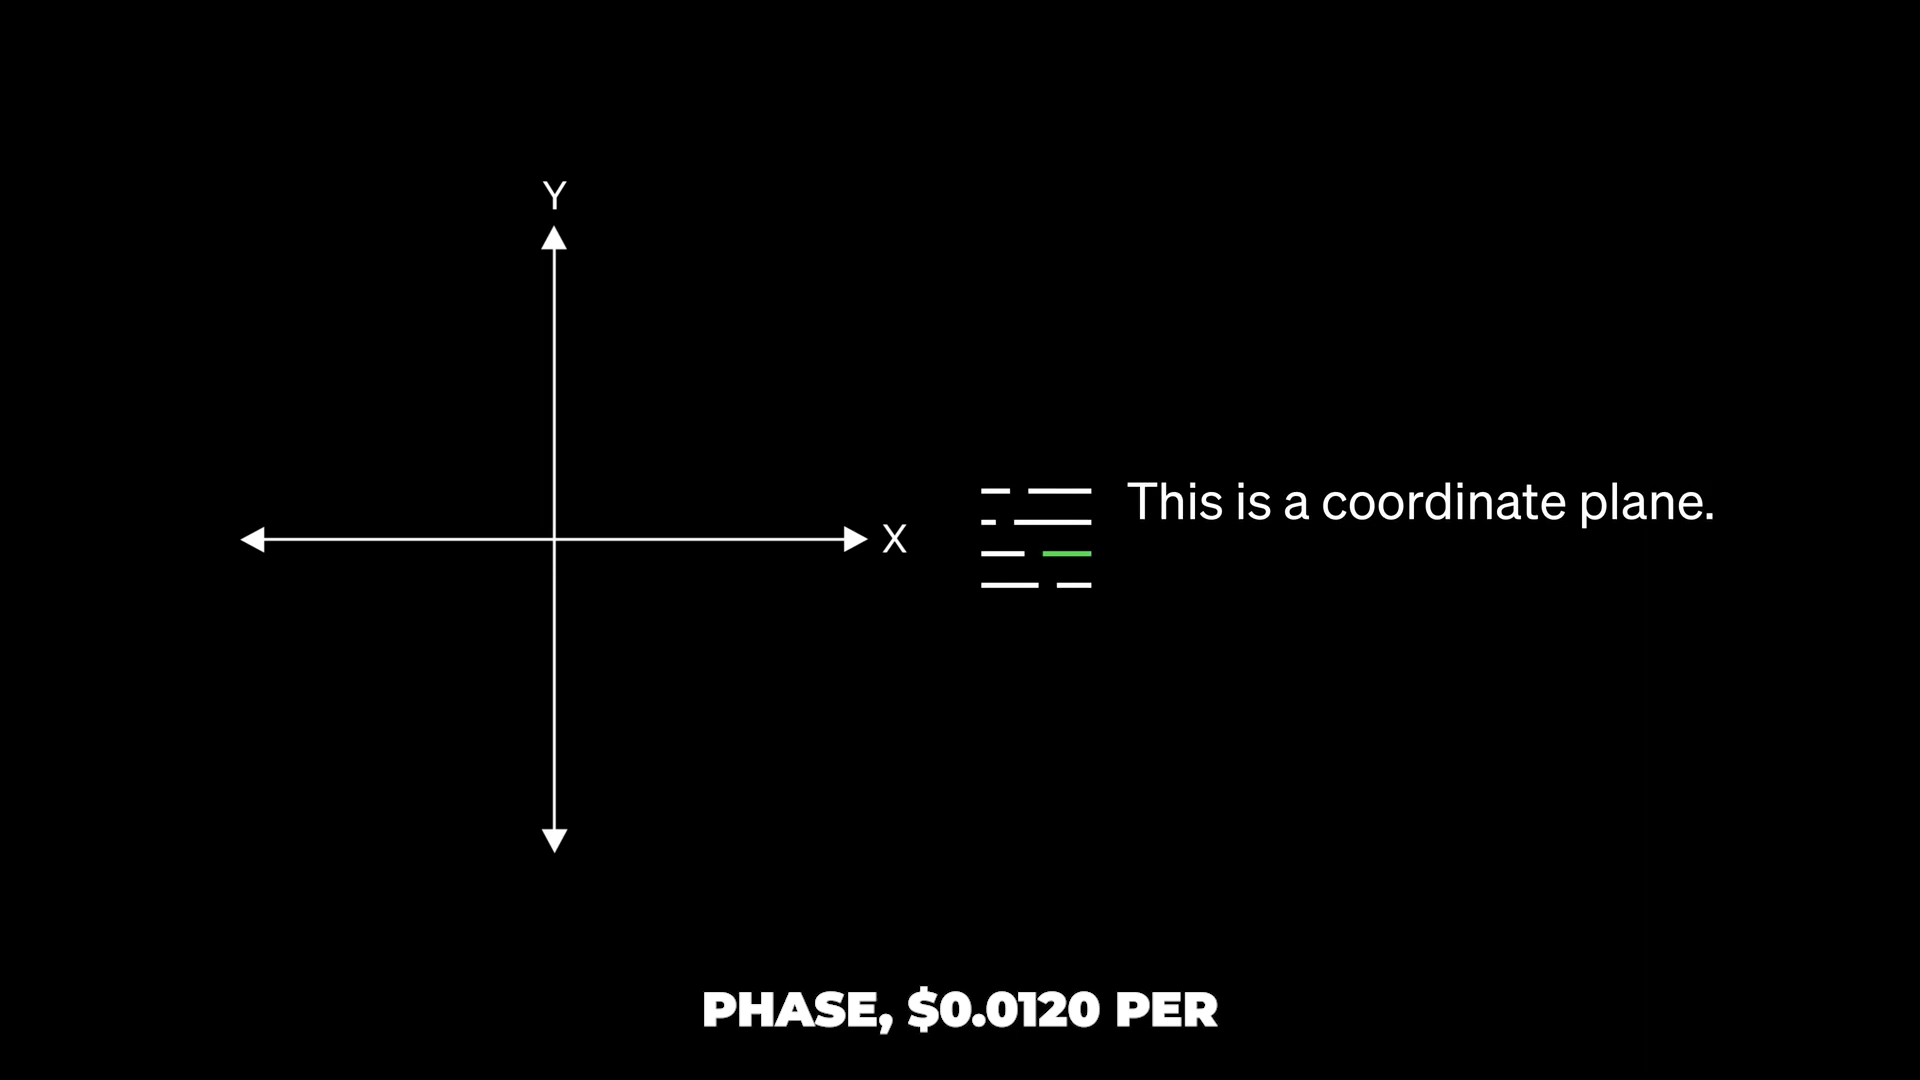 Y
X
This is a coordinate plane.
PHASE, $0.0120 PER